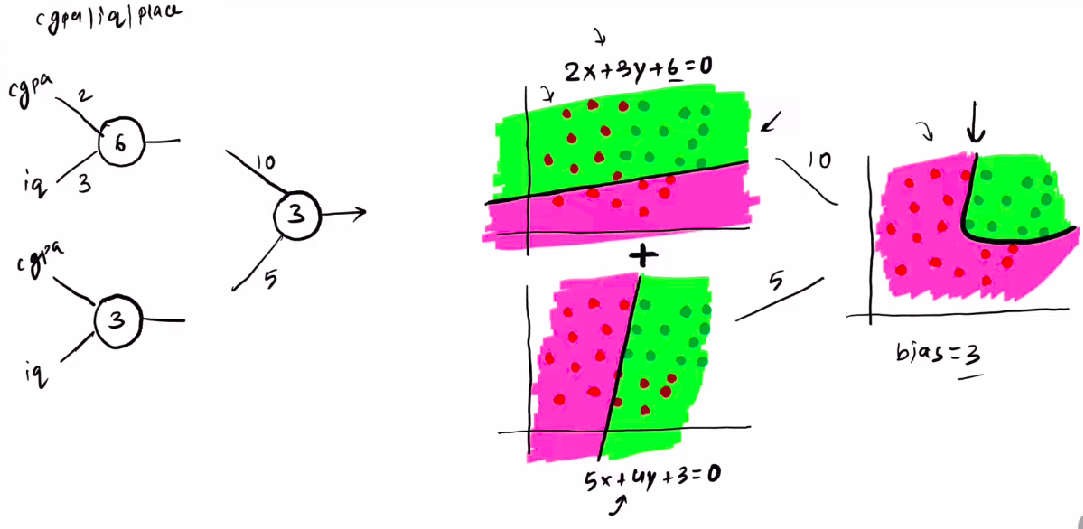 cgpa|iq|place
cgpa
2
6
iq
3
10
3
5
cgpa
3
iq
2x+3y+6=0
10
+
5
bias=3
5x+4y+3=0